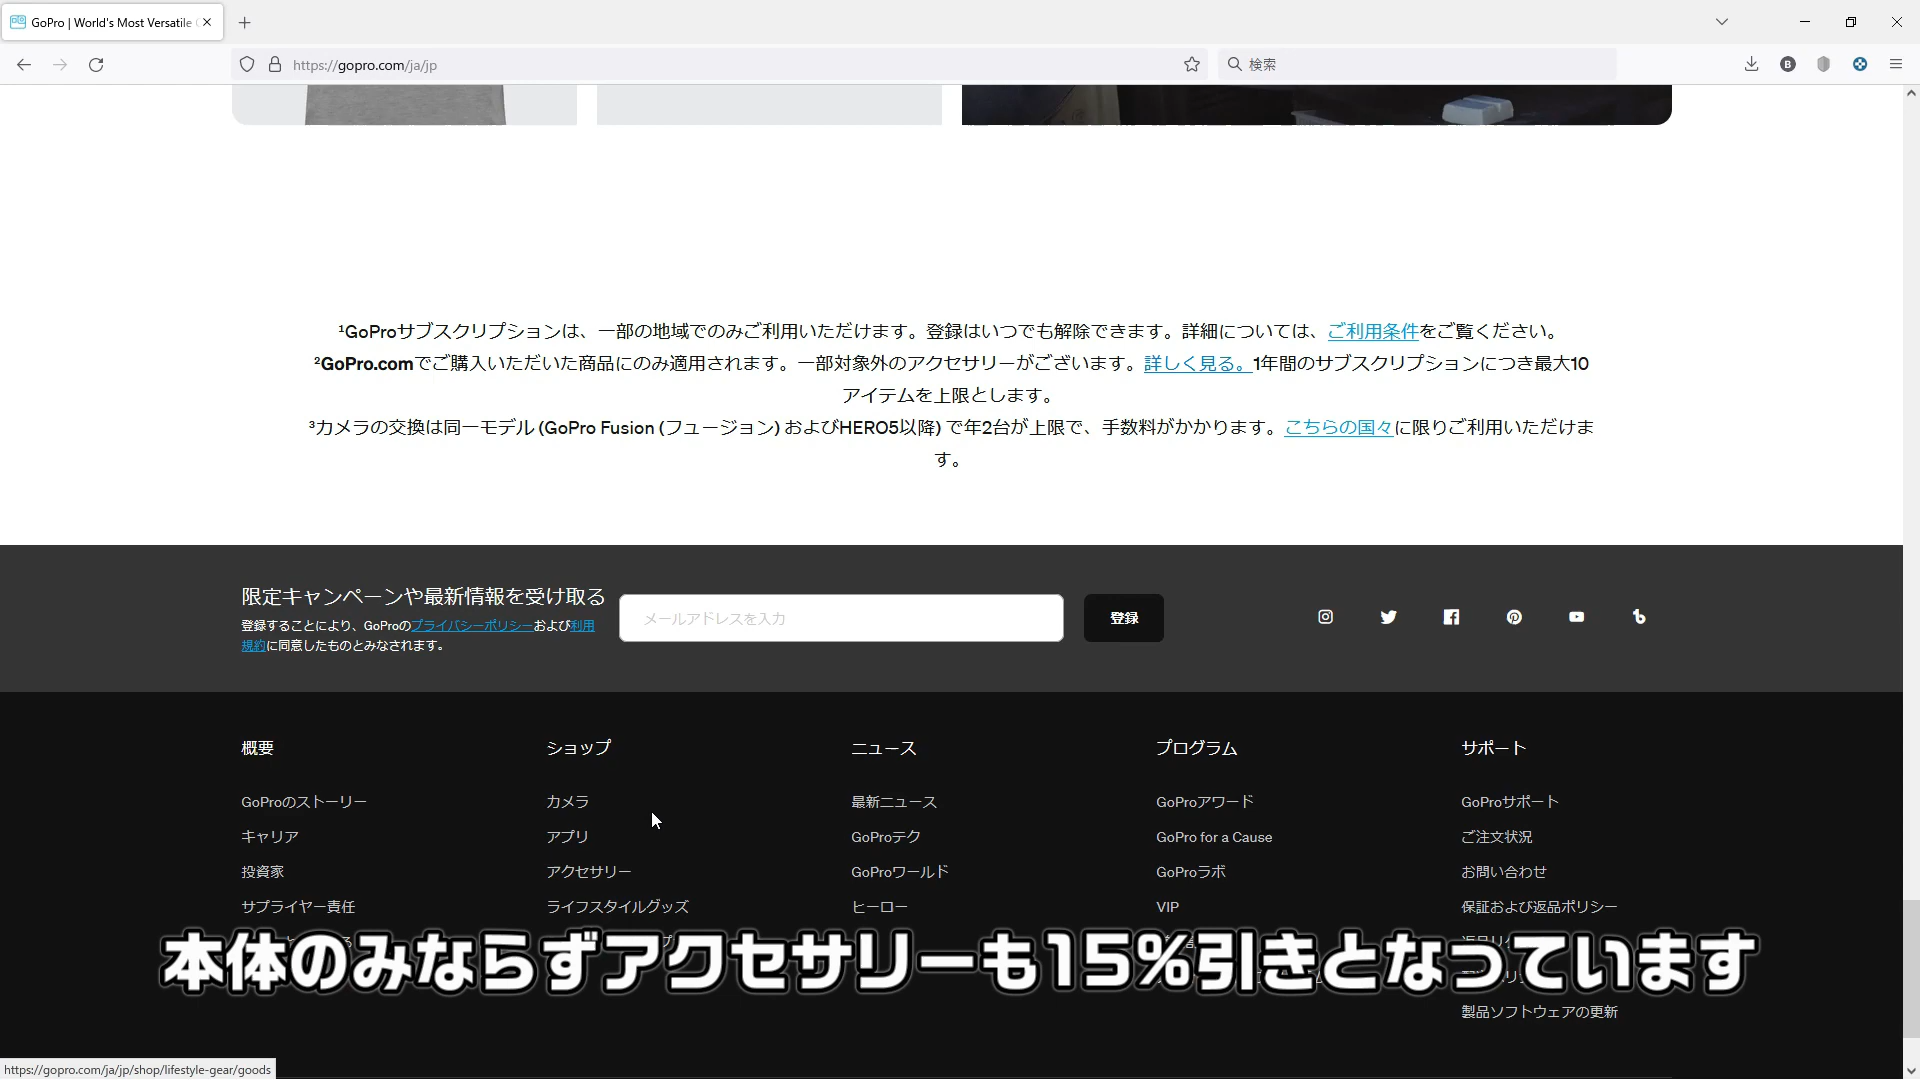 GoPro | World's Most Versatile
https://gopro.com/ja/jp
検索
¹GoProサブスクリプションは、一部の地域でのみご利用いただけます。登録はいつでも解除できます。詳細については、ご利用条件をご覧ください。
²GoPro.comでご購入いただいた商品にのみ適用されます。一部対象外のアクセサリーがございます。詳しく見る。1年間のサブスクリプションにつき最大10
アイテムを上限とします。
³カメラの交換は同一モデル (GoPro Fusion (フュージョン) およびHERO5以降) で年2台が上限で、手数料がかかります。こちらの国々に限りご利用いただけま
す。
限定キャンペーンや最新情報を受け取る
登録することにより、GoProのプライバシーポリシーおよび利用
規約に同意したものとみなされます。
メールアドレスを入力
登録
概要
GoProのストーリー
キャリア
投資家
サプライヤー責任
ショップ
カメラ
アプリ
アクセサリー
ライフスタイルグッズ
ニュース
最新ニュース
GoProテク
GoProワールド
ヒーロー
プログラム
GoProアワード
GoPro for a Cause
GoProラボ
VIP
サポート
GoProサポート
ご注文状況
お問い合わせ
保証および返品ポリシー
製品ソフトウェアの更新
本体のみならずアクセサリーも15%引きとなっています
https://gopro.com/ja/jp/shop/lifestyle-gear/goods